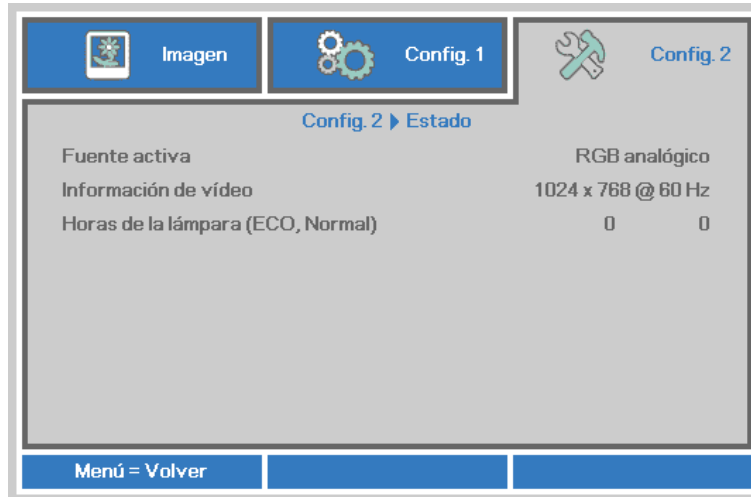 Imagen Config. 1 Config. 2
Config. 2 Estado
Fuente activa RGB analógico
Información de vídeo 1024 x 768 @ 60 Hz
Horas de la lámpara (ECO, Normal) 0 0
Menú = Volver